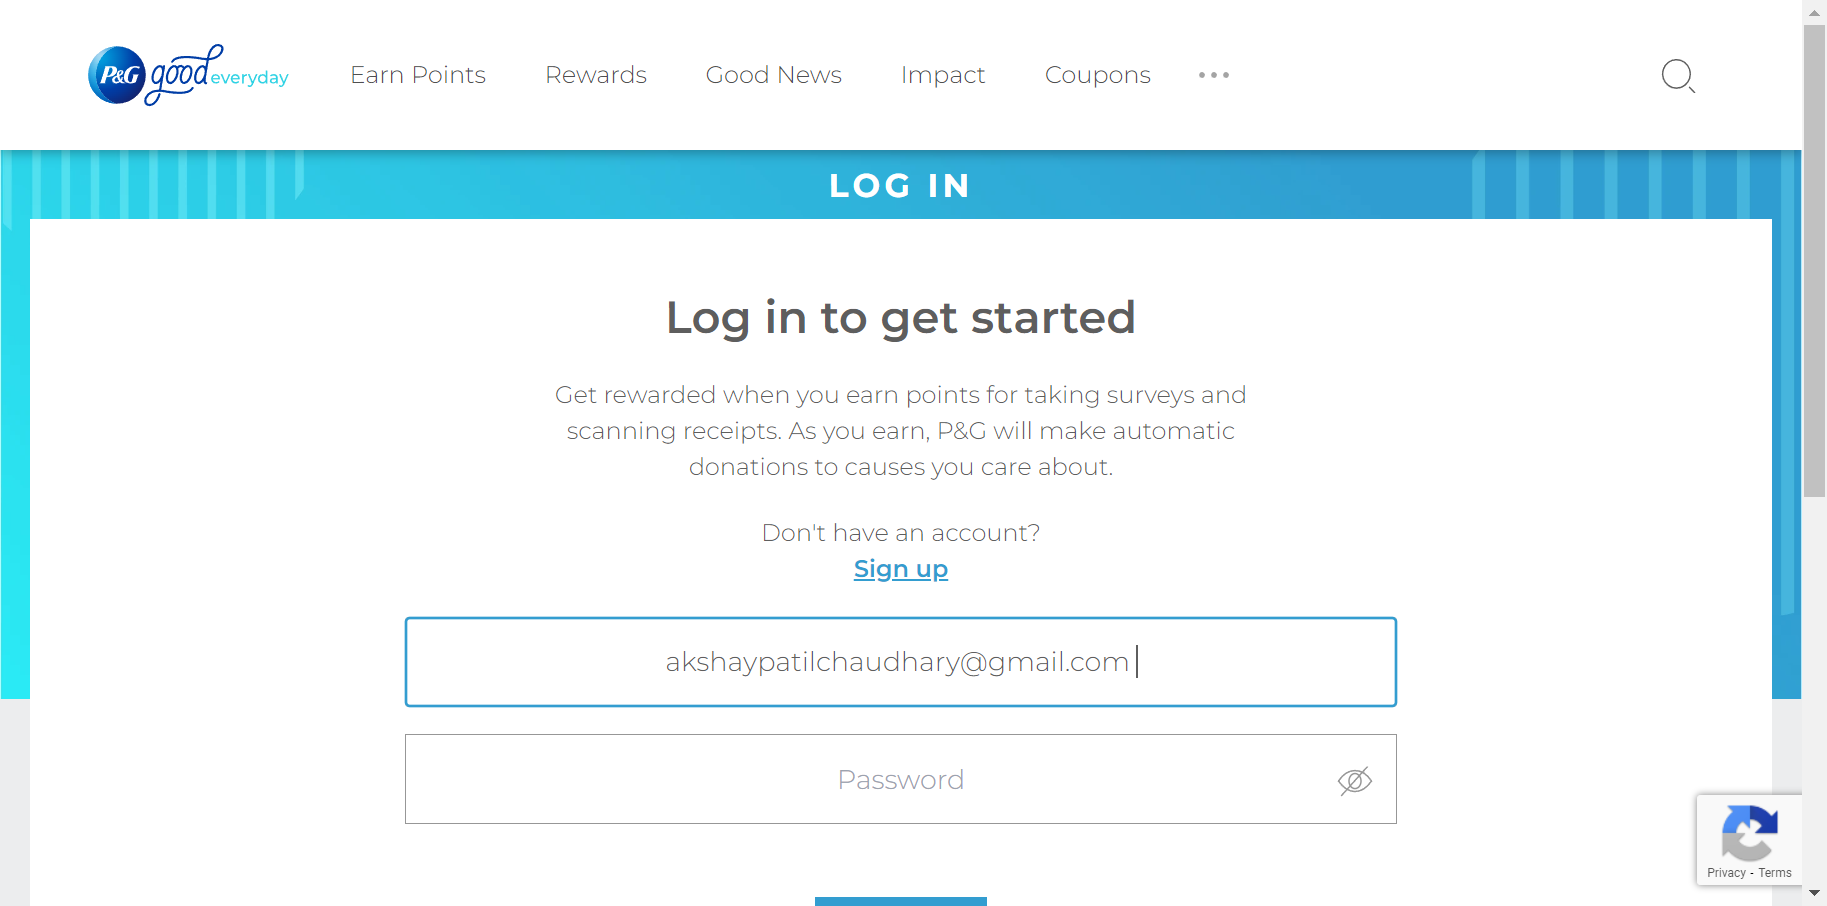 P&G good everyday
Earn Points
Rewards
Good News
Impact
Coupons
LOG IN
Log in to get started
Get rewarded when you earn points for taking surveys and
scanning receipts. As you earn, P&G will make automatic
donations to causes you care about.
Don't have an account?
Sign up
akshaypatilchaudhary@gmail.com
Password
Privacy - Terms